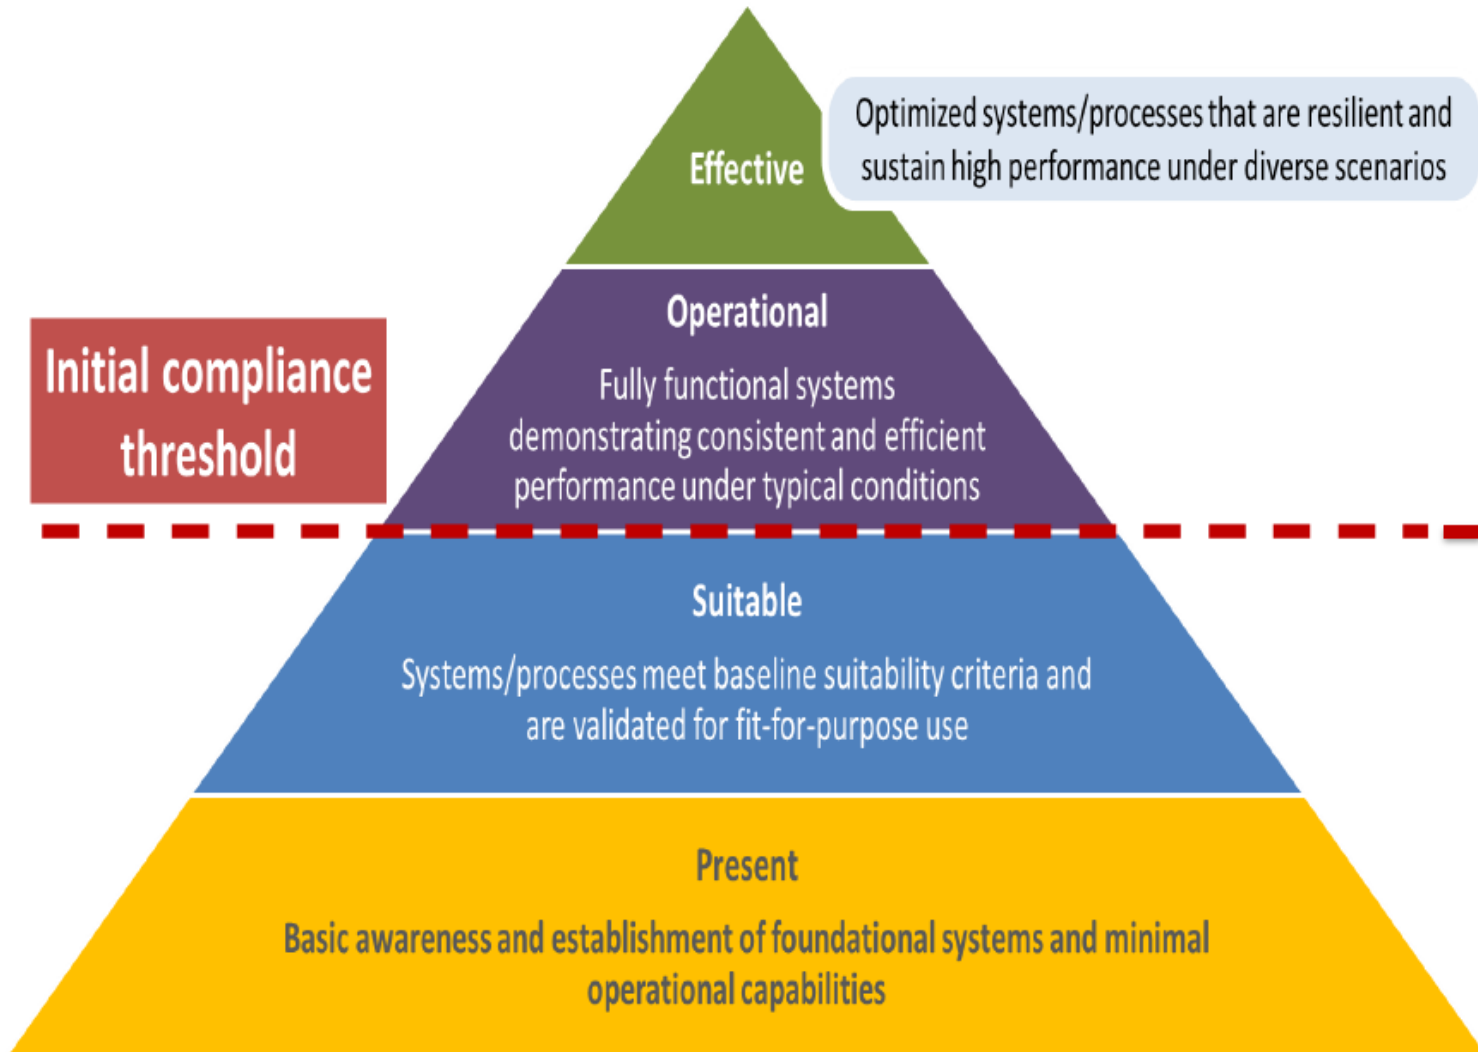 Effective
Optimized systems/processes that are resilient and
sustain high performance under diverse scenarios
Operational
Fully functional systems
demonstrating consistent and efficient
performance under typical conditions
Initial compliance
threshold
Suitable
Systems/processes meet baseline suitability criteria and
are validated for fit-for-purpose use
Present
Basic awareness and establishment of foundational systems and minimal
operational capabilities